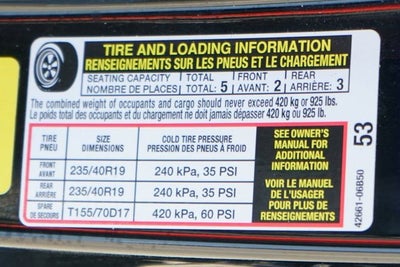 TIRE AND LOADING INFORMATION
RENSEIGNEMENTS SUR LES PNEUS ET LE CHARGEMENT
SEATING CAPACITY TOTAL FRONT REAR
NOMBRE DE PLACES TOTAL: 5 AVANT: 2 ARRIÈRE: 3
The combined weight of occupants and cargo should never exceed 420 kg or 925 lbs.
Le poids total des occupants et du chargement ne doit jamais dépasser 420 kg ou 925 lb.
TIRE SIZE COLD TIRE PRESSURE
PNEU DIMENSIONS PRESSION DES PNEUS À FROID
FRONT
AVANT 235/40R19 240 kPa, 35 PSI
REAR
ARRIÈRE 235/40R19 240 kPa, 35 PSI
SPARE
DE SECOURS T155/70D17 420 kPa, 60 PSI
SEE OWNER'S
MANUAL FOR
ADDITIONAL
INFORMATION
VOIR LE MANUEL
DE L'USAGER
POUR PLUS DE
RENSEIGNEMENTS
53
42661-06B50